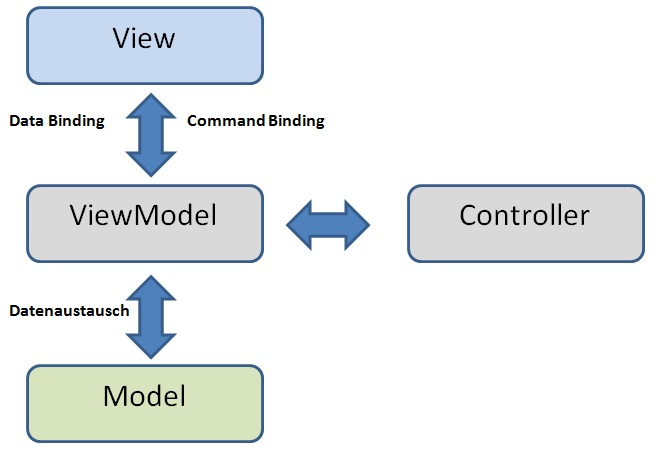 View
Data Binding
Command Binding
ViewModel
Controller
Datenaustausch
Model